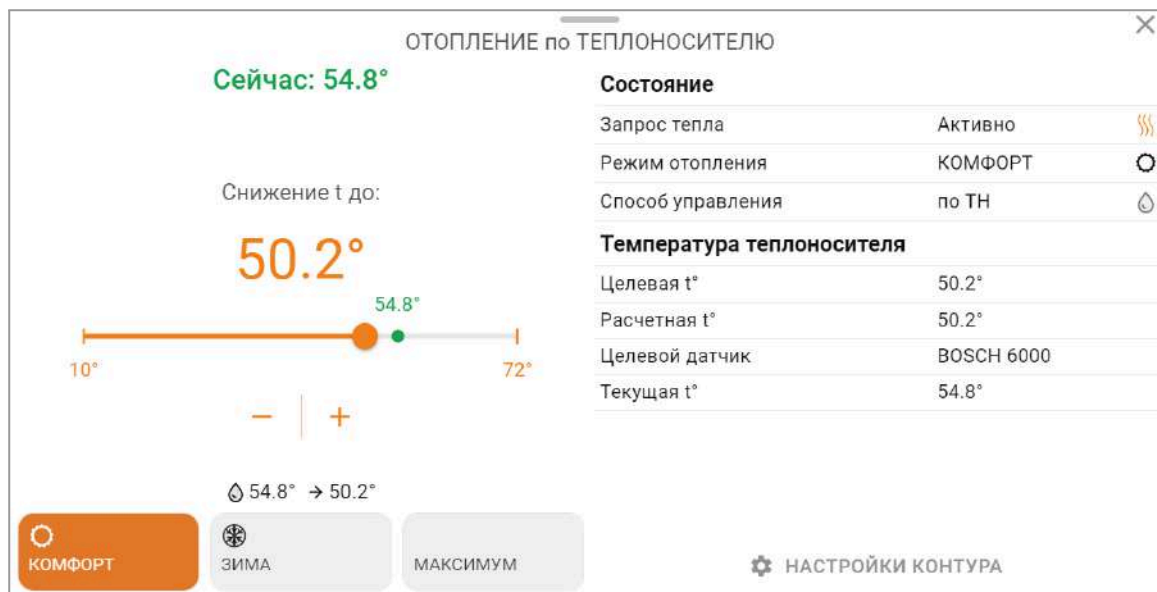 ОТОПЛЕНИЕ по ТЕПЛОНОСИТЕЛЮ
Сейчас: 54.8°
Снижение t до:
50.2°
54.8°
10°
72°
− +
54.8° → 50.2°
КОМФОРТ
ЗИМА
МАКСИМУМ
Состояние
Запрос тепла Активно
Режим отопления КОМФОРТ
Способ управления по ТН
Температура теплоносителя
Целевая t° 50.2°
Расчетная t° 50.2°
Целевой датчик BOSCH 6000
Текущая t° 54.8°
НАСТРОЙКИ КОНТУРА